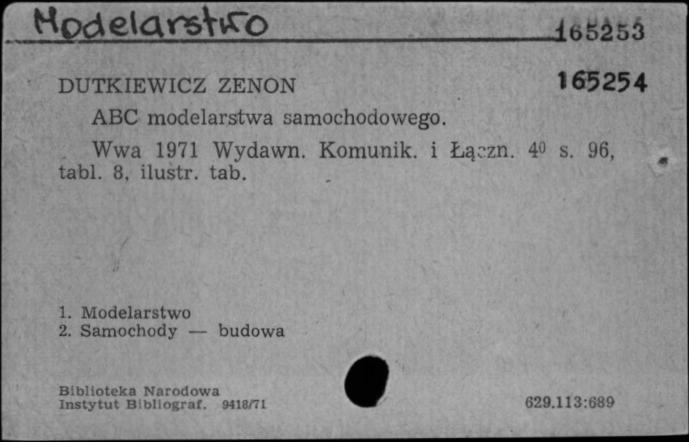 Modelarstwo
165253
DUTKIEWICZ ZENON
165254
ABC modelarstwa samochodowego.
Wwa 1971 Wydawn. Komunik. i Łączn. 4⁰ s. 96,
tabl. 8, ilustr. tab.
1. Modelarstwo
2. Samochody — budowa
Biblioteka Narodowa
Instytut Bibliograf. 9418/71
629.113:689